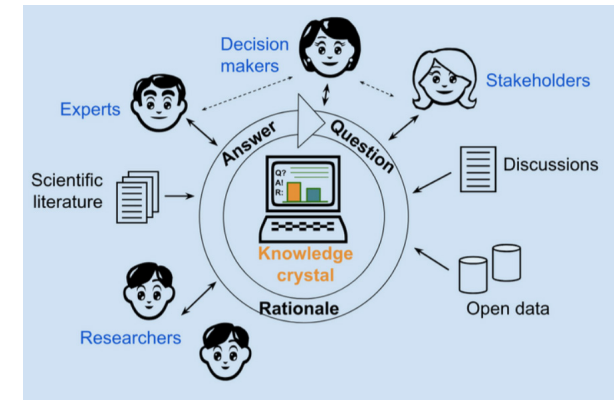 Decision
makers
Experts
Stakeholders
Answer
Question
Q?
A!
R:
Scientific
literature
Discussions
Knowledge
crystal
Rationale
Open data
Researchers